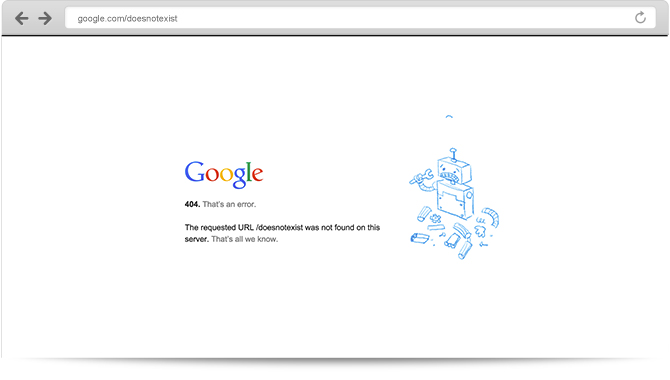 google.com/doesnotexist
Google
404. That's an error.
The requested URL /doesnotexist was not found on this
server. That's all we know.